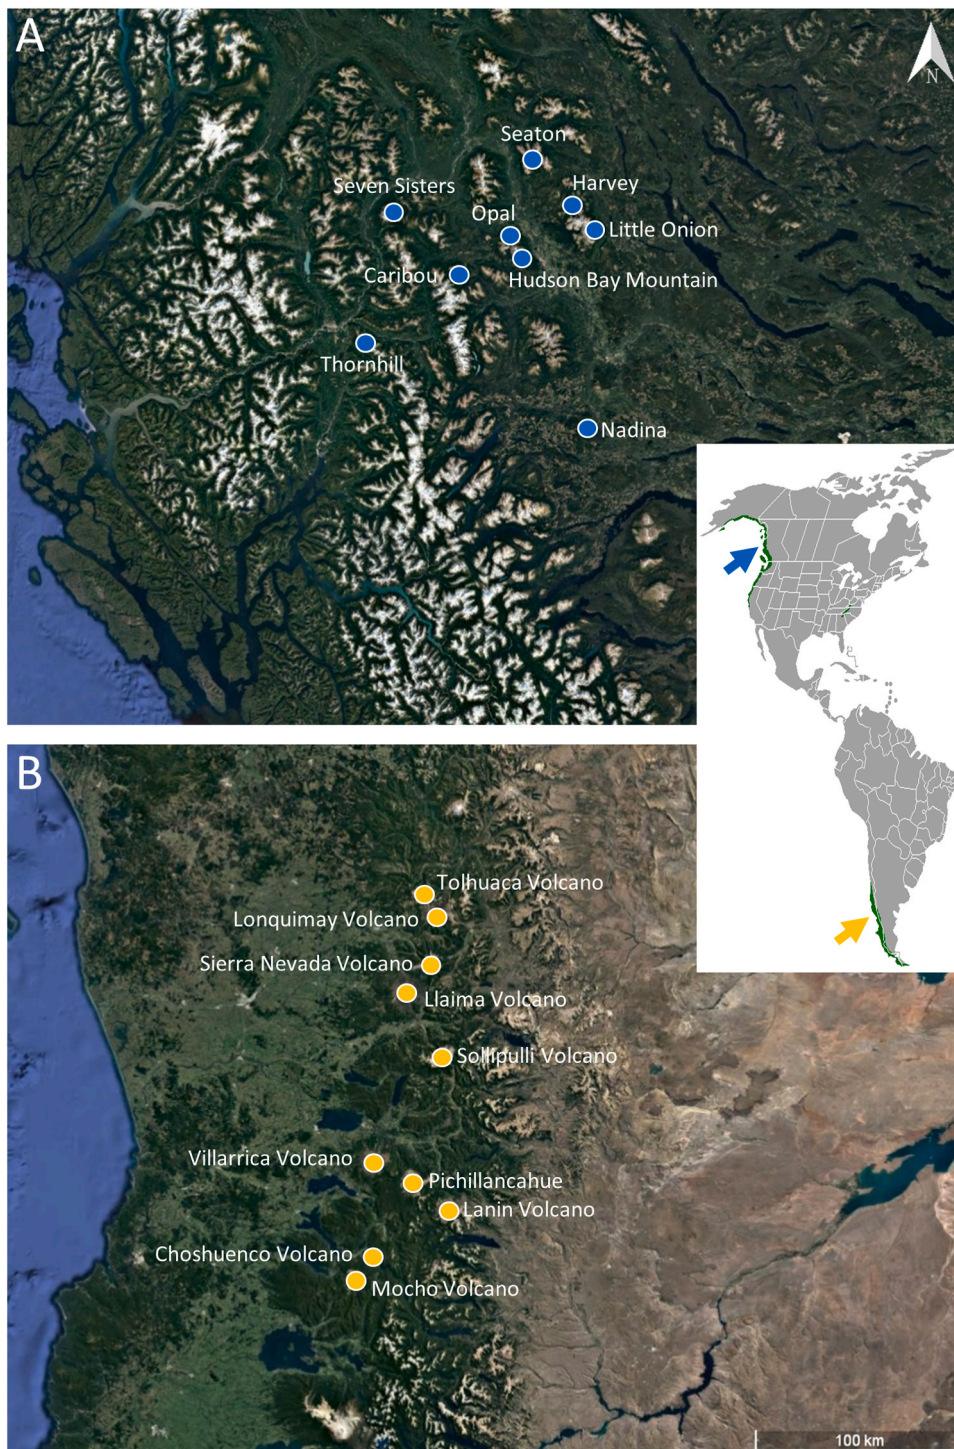 A
N
Seaton
Seven Sisters
Harvey
Opal
Little Onion
Caribou
Hudson Bay Mountain
Thornhill
Nadina
B
Tolhuaca Volcano
Lonquimay Volcano
Sierra Nevada Volcano
Llaima Volcano
Sollipulli Volcano
Villarrica Volcano
Pichillancahue
Lanin Volcano
Choshuenco Volcano
Mocho Volcano
100 km